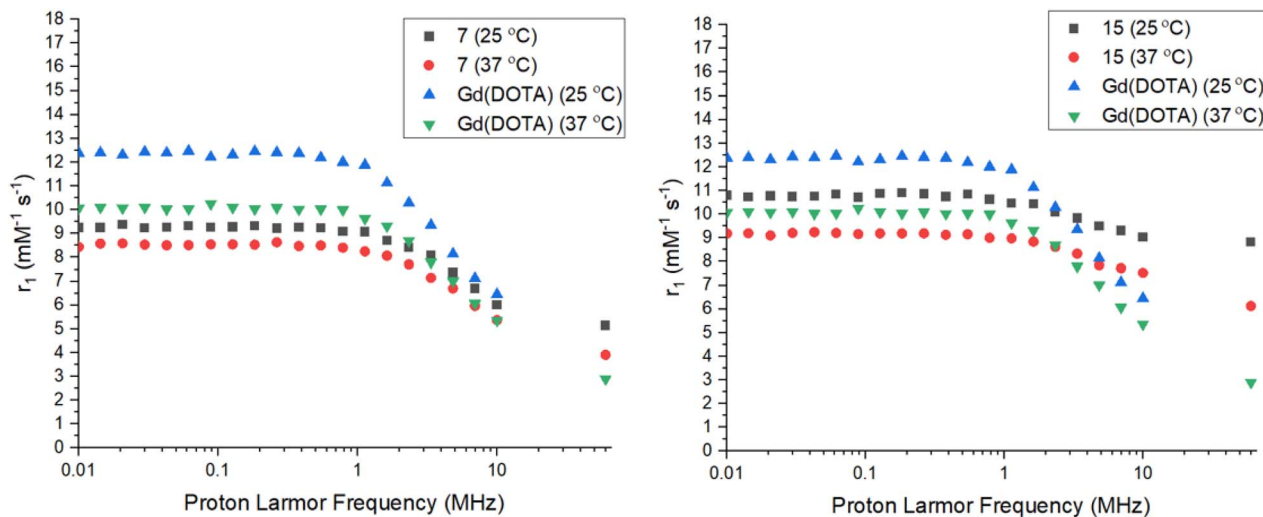 18
17
16
15
14
13
12
11
10
9
8
7
6
5
4
3
2
1
0
r₁ (mM⁻¹ s⁻¹)
7 (25 °C)
7 (37 °C)
Gd(DOTA) (25 °C)
Gd(DOTA) (37 °C)
0.01 0.1 1 10
Proton Larmor Frequency (MHz)
18
17
16
15
14
13
12
11
10
9
8
7
6
5
4
3
2
1
0
r₁ (mM⁻¹ s⁻¹)
15 (25 °C)
15 (37 °C)
Gd(DOTA) (25 °C)
Gd(DOTA) (37 °C)
0.01 0.1 1 10
Proton Larmor Frequency (MHz)